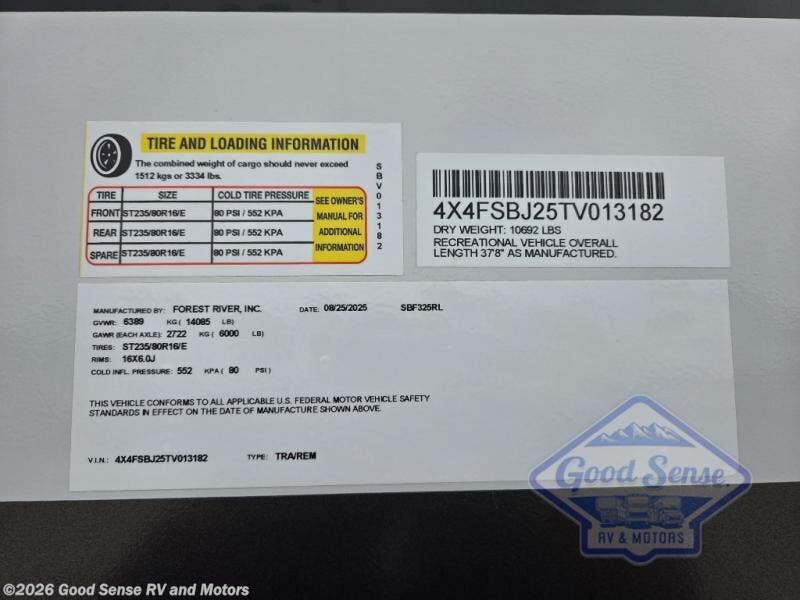 TIRE AND LOADING INFORMATION
The combined weight of cargo should never exceed
1512 kgs or 3334 lbs.
TIRE SIZE COLD TIRE PRESSURE SEE OWNER'S MANUAL FOR ADDITIONAL INFORMATION
FRONT ST235/80R16/E 80 PSI / 552 KPA
REAR ST235/80R16/E 80 PSI / 552 KPA
SPARE ST235/80R16/E 80 PSI / 552 KPA
SBV013182
4X4FSBJ25TV013182
DRY WEIGHT: 10692 LBS
RECREATIONAL VEHICLE OVERALL
LENGTH 37'8" AS MANUFACTURED.
MANUFACTURED BY: FOREST RIVER, INC. DATE: 08/25/2025 SBF325RL
GVWR: 6389 KG ( 14085 LB)
GAWR (EACH AXLE): 2722 KG ( 6000 LB)
TIRES: ST235/80R16/E
RIMS: 16X6.0J
COLD INFL. PRESSURE: 552 KPA ( 80 PSI )
THIS VEHICLE CONFORMS TO ALL APPLICABLE U.S. FEDERAL MOTOR VEHICLE SAFETY
STANDARDS IN EFFECT ON THE DATE OF MANUFACTURE SHOWN ABOVE.
V.I.N.: 4X4FSBJ25TV013182 TYPE: TRA/REM
Good Sense
RV & MOTORS
©2026 Good Sense RV and Motors